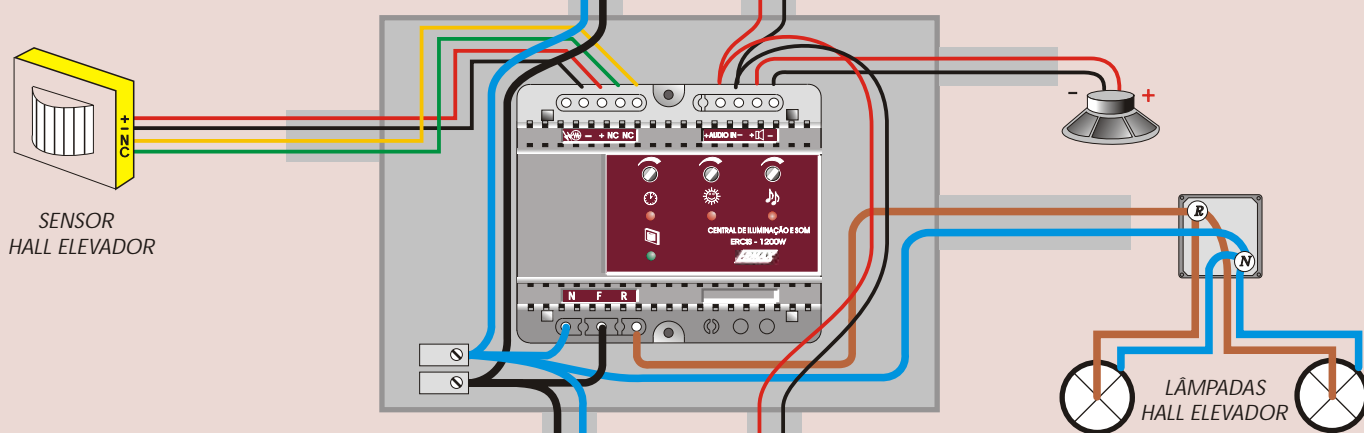 +
-
N
C
SENSOR
HALL ELEVADOR
- + NC NC
+AUDIO IN- + -
CENTRAL DE ILUMINAÇÃO E SOM
ERCIS - 1200W
N F R
- +
R
N
LÂMPADAS
HALL ELEVADOR